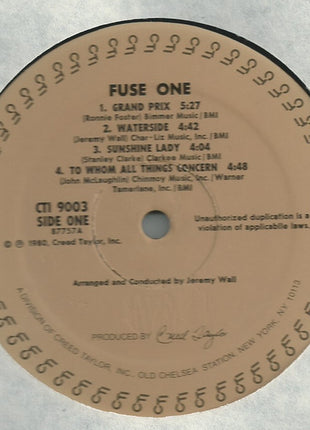 FUSE ONE
1. GRAND PRIX 5:27
(Ronnie Foster) Bimmer Music/BMI
2. WATERSIDE 4:42
(Jeremy Wall) Char-Liz Music, Inc./BMI
3. SUNSHINE LADY 4:04
(Stanley Clarke) Clarkee Music/BMI
4. TO WHOM ALL THINGS CONCERN 4:48
(John McLaughlin) Chinmoy Music, Inc./Warner
Tamerlane, Inc./BMI
CTI 9003
SIDE ONE
87757A
© ℗ 1980, Creed Taylor, Inc.
Unauthorized duplication is a
violation of applicable laws.
Arranged and Conducted by Jeremy Wall
PRODUCED BY Creed Taylor
A DIVISION OF CREED TAYLOR, INC., OLD CHELSEA STATION, NEW YORK, NY 10113